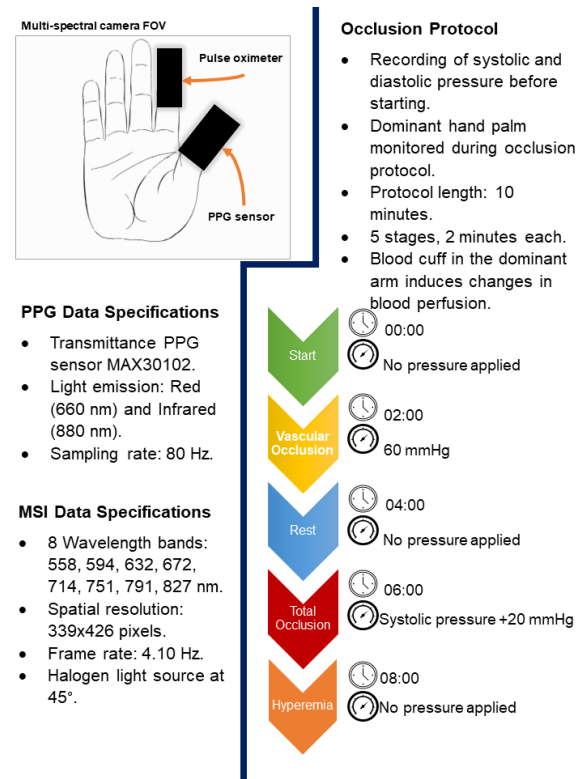 Multi-spectral camera FOV
Pulse oximeter
PPG sensor
Occlusion Protocol
• Recording of systolic and
diastolic pressure before
starting.
• Dominant hand palm
monitored during occlusion
protocol.
• Protocol length: 10
minutes.
• 5 stages, 2 minutes each.
• Blood cuff in the dominant
arm induces changes in
blood perfusion.
PPG Data Specifications
• Transmittance PPG
sensor MAX30102.
• Light emission: Red
(660 nm) and Infrared
(880 nm).
• Sampling rate: 80 Hz.
MSI Data Specifications
• 8 Wavelength bands:
558, 594, 632, 672,
714, 751, 791, 827 nm.
• Spatial resolution:
339x426 pixels.
• Frame rate: 4.10 Hz.
• Halogen light source at
45°.
Start
00:00
No pressure applied
Vascular
Occlusion
02:00
60 mmHg
Rest
04:00
No pressure applied
Total
Occlusion
06:00
Systolic pressure +20 mmHg
Hyperemia
08:00
No pressure applied